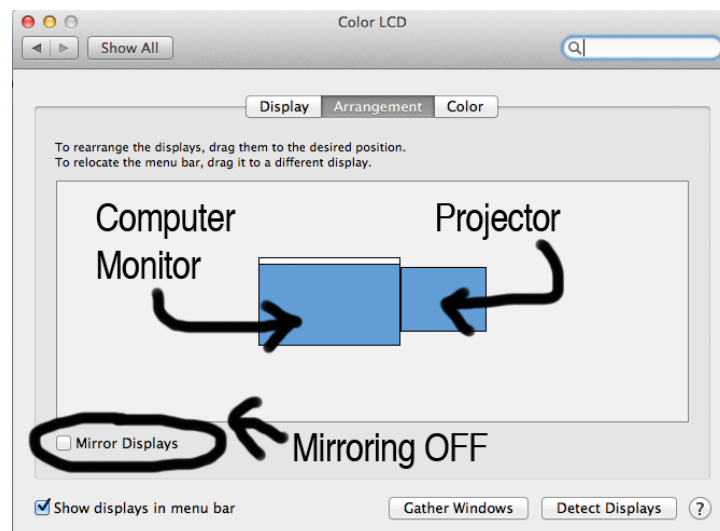 Color LCD
Show All
Display Arrangement Color
To rearrange the displays, drag them to the desired position.
To relocate the menu bar, drag it to a different display.
Computer
Monitor
Projector
Mirror Displays
Mirroring OFF
Show displays in menu bar
Gather Windows
Detect Displays
?